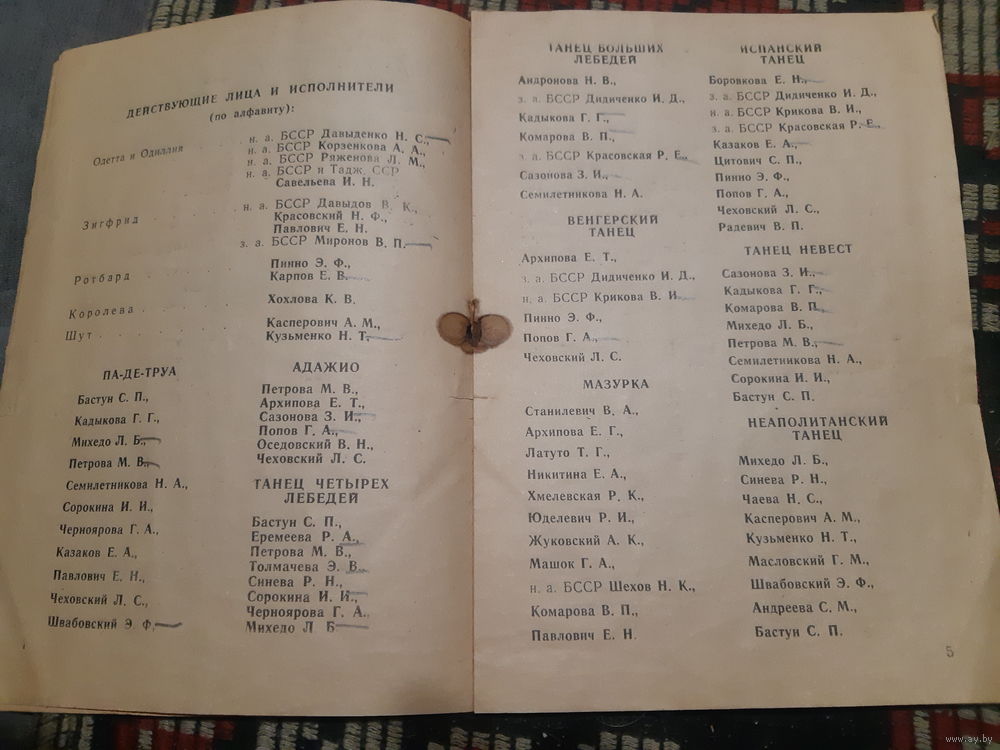 ДЕЙСТВУЮЩИЕ ЛИЦА И ИСПОЛНИТЕЛИ
(по алфавиту):
Одетта и Одиллия . . . н. а. БССР Давыденко Н. С.,
н. а. БССР Корзенкова А. А.,
н. а. БССР Ряженова Л. М.,
н. а. БССР и Тадж. ССР
Савельева И. Н.
Зигфрид . . . н. а. БССР Давыдов В. К.,
Красовский Н. Ф.,
Павлович Е. Н.
з. а. БССР Миронов В. П.
Ротбард . . . Пинно Э. Ф.,
Карпов Е. В.
Королева . . . Хохлова К. В.
Шут . . . Касперович А. М.,
Кузьменко Н. Т.
ПА-ДЕ-ТРУА
Бастун С. П.,
Кадыкова Г. Г.,
Михедо Л. Б.,
Петрова М. В.,
Семилетникова Н. А.,
Сорокина И. И.,
Черноярова Г. А.,
Казаков Е. А.,
Павлович Е. Н.,
Чеховский Л. С.,
Швабовский Э. Ф.
АДАЖИО
Петрова М. В.,
Архипова Е. Т.,
Сазонова З. И.,
Попов Г. А.,
Оседовский В. Н.,
Чеховский Л. С.
ТАНЕЦ ЧЕТЫРЕХ
ЛЕБЕДЕЙ
Бастун С. П.,
Еремеева Р. А.,
Петрова М. В.,
Толмачева Э. В.,
Синева Р. Н.,
Сорокина И. И.,
Черноярова Г. А.,
Михедо Л. Б.
ТАНЕЦ БОЛЬШИХ
ЛЕБЕДЕЙ
Андронова Н. В.,
з. а. БССР Дидиченко И. Д.,
Кадыкова Г. Г.,
Комарова В. П.,
з. а. БССР Красовская Р. Е.,
Сазонова З. И.,
Семилетникова Н. А.
ВЕНГЕРСКИЙ
ТАНЕЦ
Архипова Е. Т.,
з. а. БССР Дидиченко И. Д.,
н. а. БССР Крикова В. И.
Пинно Э. Ф.,
Попов Г. А.,
Чеховский Л. С.
МАЗУРКА
Станилевич В. А.,
Архипова Е. Г.,
Латуто Т. Г.,
Никитина Е. А.,
Хмелевская Р. К.,
Юделевич Р. И.,
Жуковский А. К.,
Машок Г. А.,
н. а. БССР Шехов Н. К.,
Комарова В. П.,
Павлович Е. Н.
ИСПАНСКИЙ
ТАНЕЦ
Боровкова Е. Н.,
з. а. БССР Дидиченко И. Д.,
н. а. БССР Крикова В. И.,
з. а. БССР Красовская Р. Е.,
Казаков Е. А.,
Цитович С. П.,
Пинно Э. Ф.,
Попов Г. А.,
Чеховский Л. С.,
Радевич В. П.
ТАНЕЦ НЕВЕСТ
Сазонова З. И.,
Кадыкова Г. Г.,
Комарова В. П.,
Михедо Л. Б.,
Петрова М. В.,
Семилетникова Н. А.,
Сорокина И. И.,
Бастун С. П.
НЕАПОЛИТАНСКИЙ
ТАНЕЦ
Михедо Л. Б.,
Синева Р. Н.,
Чаева Н. С.,
Касперович А. М.,
Кузьменко Н. Т.,
Масловский Г. М.,
Швабовский Э. Ф.,
Андреева С. М.,
Бастун С. П.
5
www.ay.by